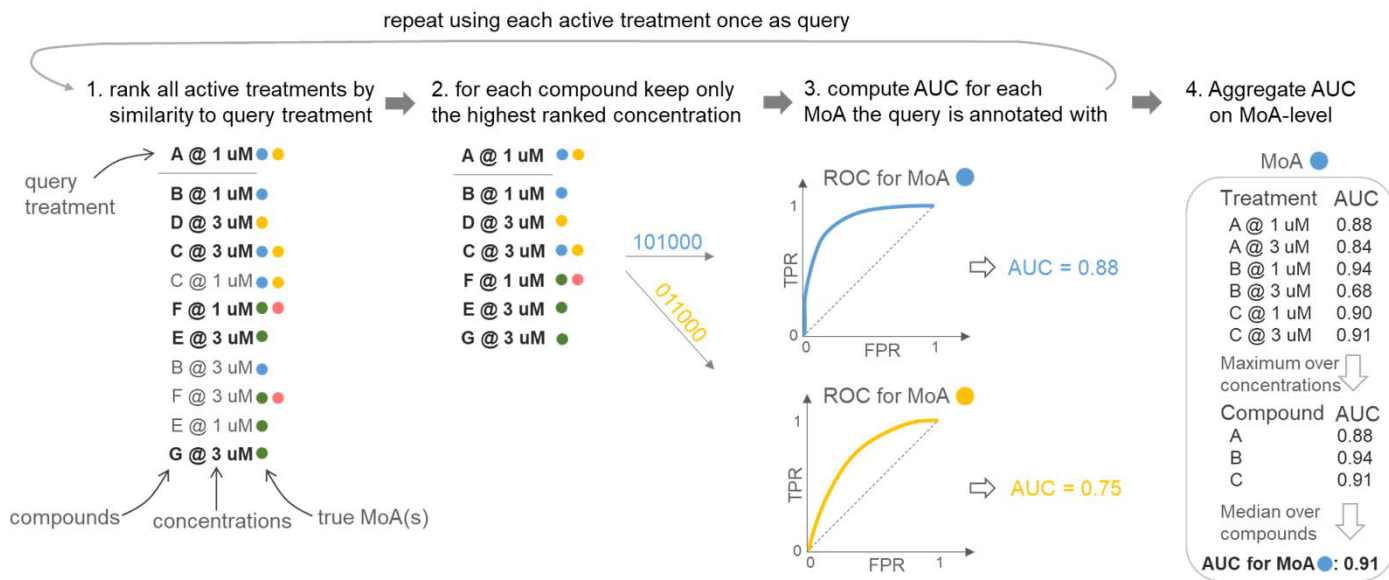 repeat using each active treatment once as query
1. rank all active treatments by
similarity to query treatment
query
treatment
A @ 1 uM
B @ 1 uM
D @ 3 uM
C @ 3 uM
C @ 1 uM
F @ 1 uM
E @ 3 uM
B @ 3 uM
F @ 3 uM
E @ 1 uM
G @ 3 uM
compounds
concentrations
true MoA(s)
2. for each compound keep only
the highest ranked concentration
A @ 1 uM
B @ 1 uM
D @ 3 uM
C @ 3 uM
F @ 1 uM
E @ 3 uM
G @ 3 uM
101000
011000
3. compute AUC for each
MoA the query is annotated with
ROC for MoA
1
TPR
0
0
FPR
1
AUC = 0.88
ROC for MoA
1
TPR
0
0
FPR
1
AUC = 0.75
4. Aggregate AUC
on MoA-level
MoA
Treatment AUC
A @ 1 uM 0.88
A @ 3 uM 0.84
B @ 1 uM 0.94
B @ 3 uM 0.68
C @ 1 uM 0.90
C @ 3 uM 0.91
Maximum over
concentrations
Compound AUC
A 0.88
B 0.94
C 0.91
Median over
compounds
AUC for MoA : 0.91